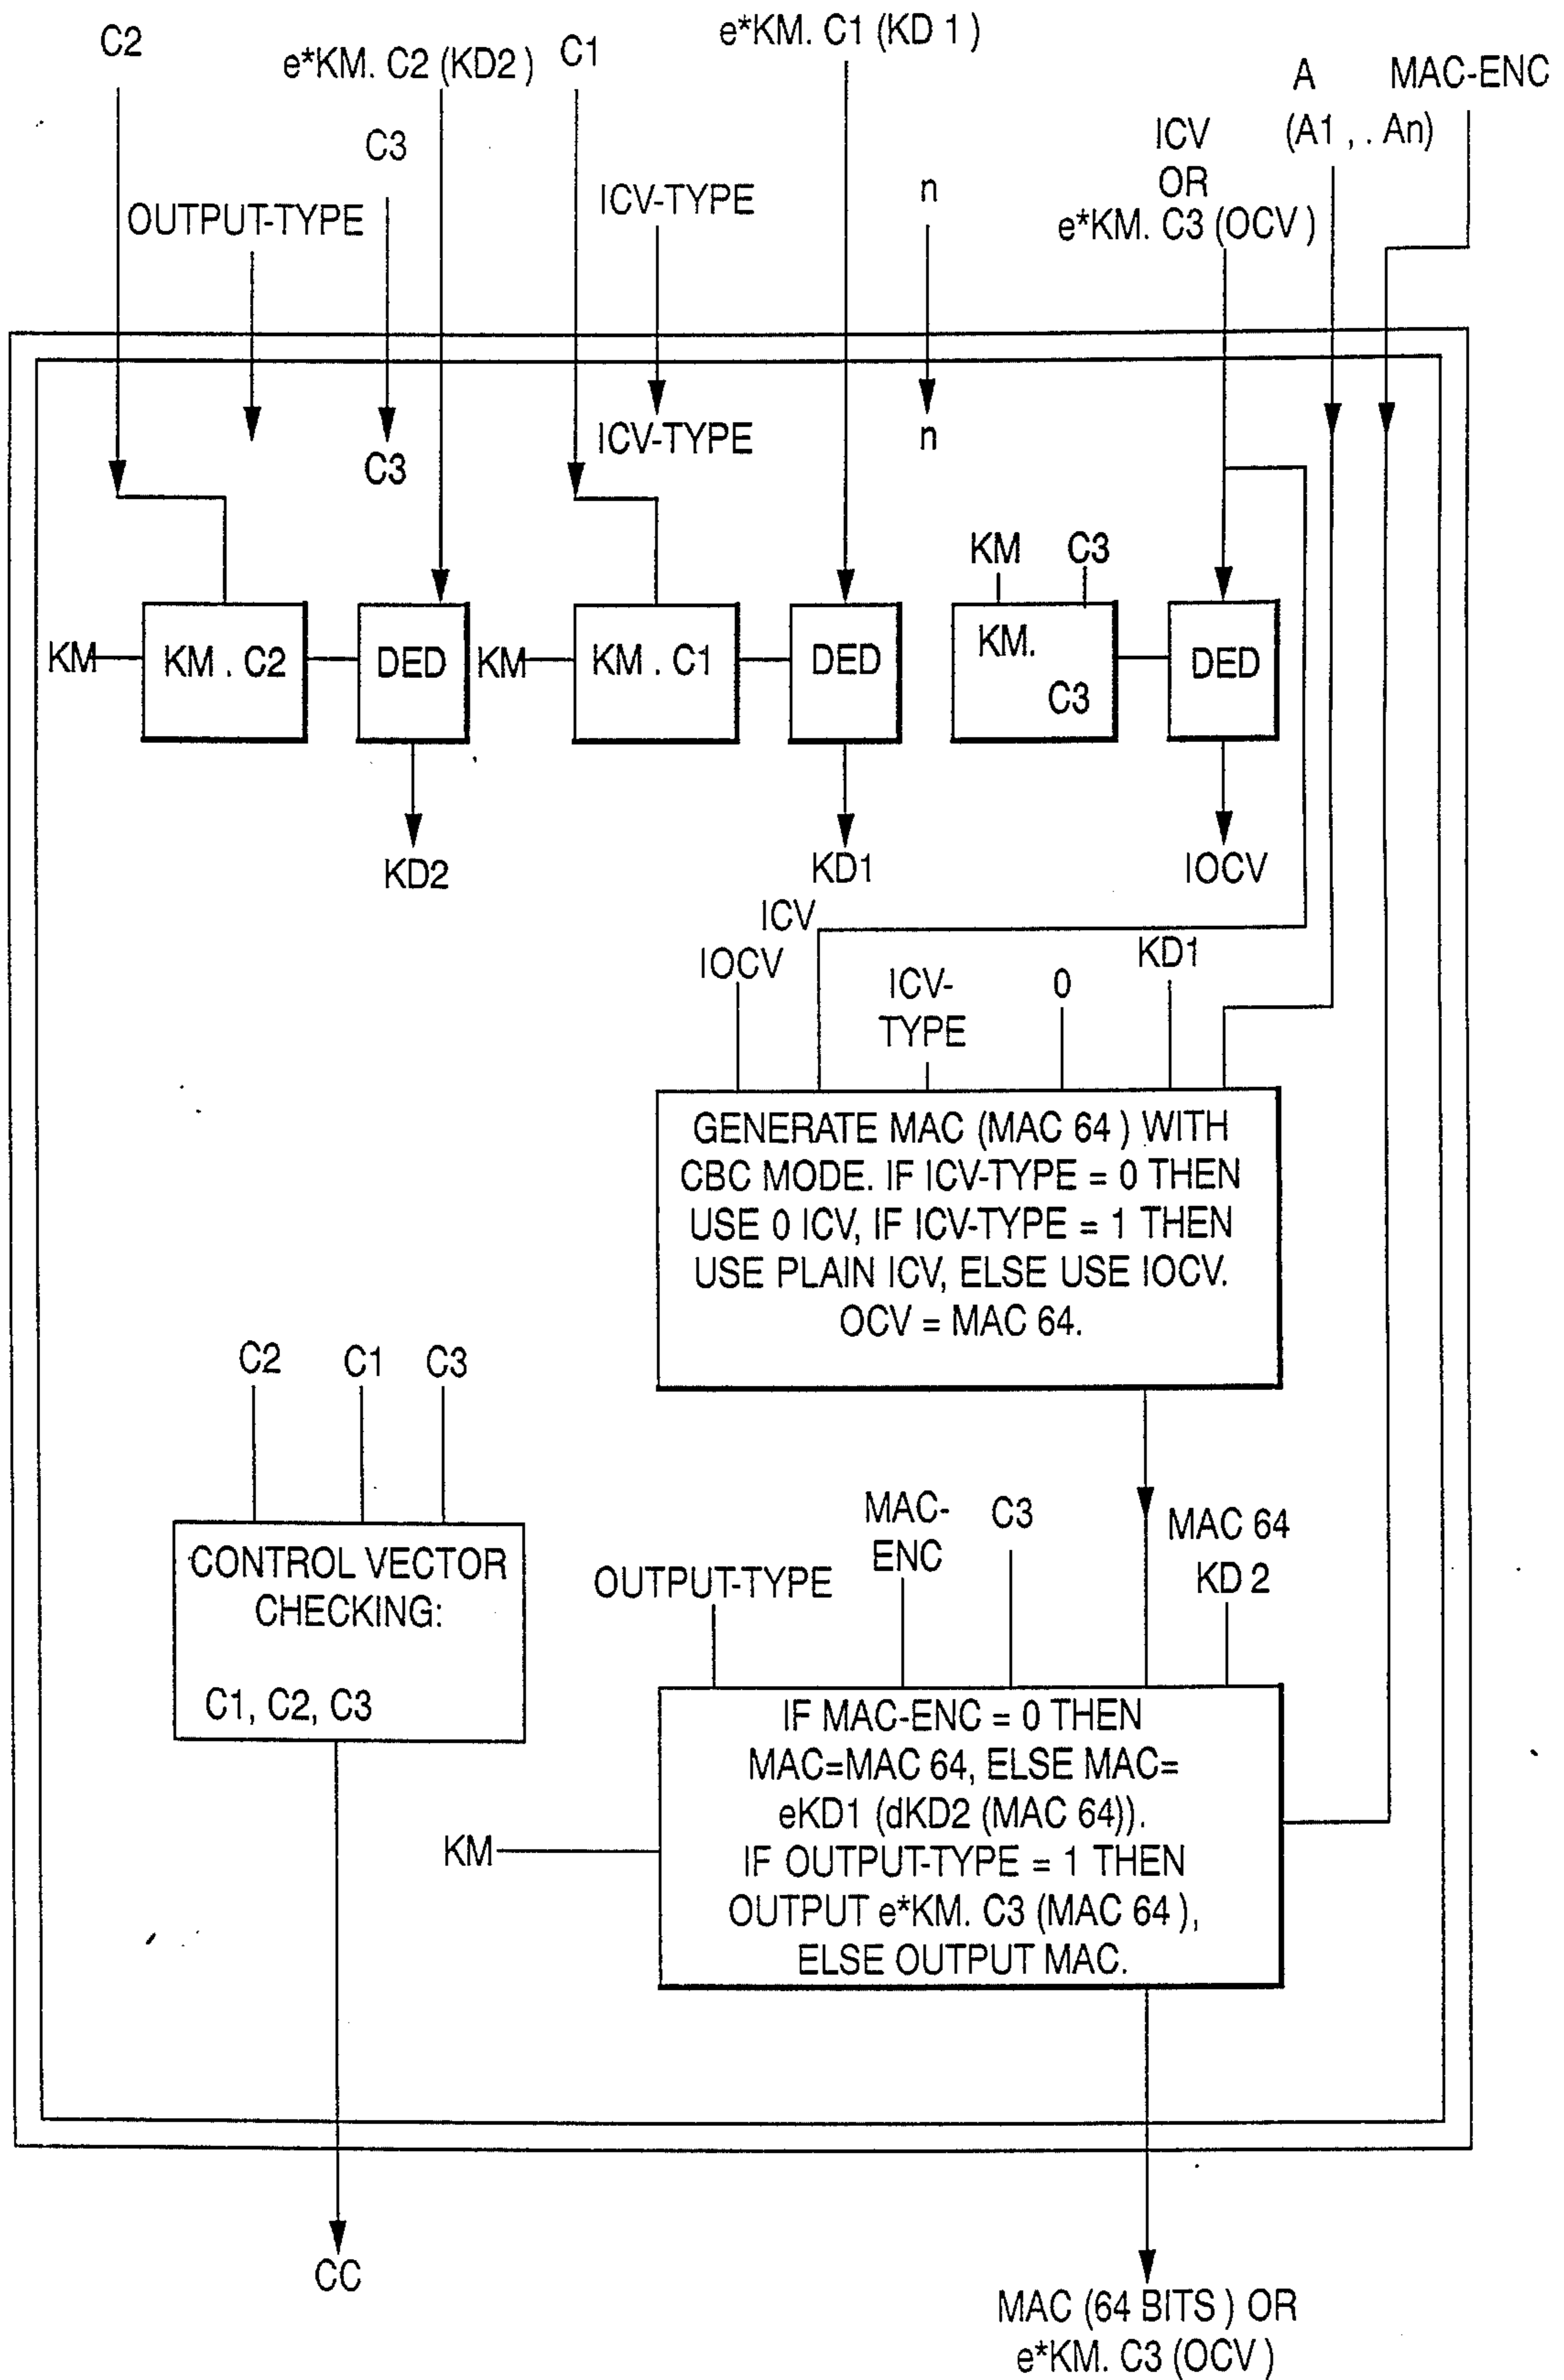 C2
e*KM. C2 (KD2 )
C1
e*KM. C1 (KD 1 )
A
(A1 , . An)
MAC-ENC
C3
OUTPUT-TYPE
ICV-TYPE
n
ICV
OR
e*KM. C3 (OCV )
C3
ICV-TYPE
n
KM
C3
KM
KM . C2
DED
KM
KM . C1
DED
KM.
C3
DED
KD2
KD1
IOCV
ICV
IOCV
ICV-
TYPE
0
KD1
GENERATE MAC (MAC 64 ) WITH
CBC MODE. IF ICV-TYPE = 0 THEN
USE 0 ICV, IF ICV-TYPE = 1 THEN
USE PLAIN ICV, ELSE USE IOCV.
OCV = MAC 64.
C2
C1
C3
CONTROL VECTOR
CHECKING:
C1, C2, C3
OUTPUT-TYPE
MAC-
ENC
C3
MAC 64
KD 2
KM
IF MAC-ENC = 0 THEN
MAC=MAC 64, ELSE MAC=
eKD1 (dKD2 (MAC 64)).
IF OUTPUT-TYPE = 1 THEN
OUTPUT e*KM. C3 (MAC 64 ),
ELSE OUTPUT MAC.
CC
MAC (64 BITS ) OR
e*KM. C3 (OCV )